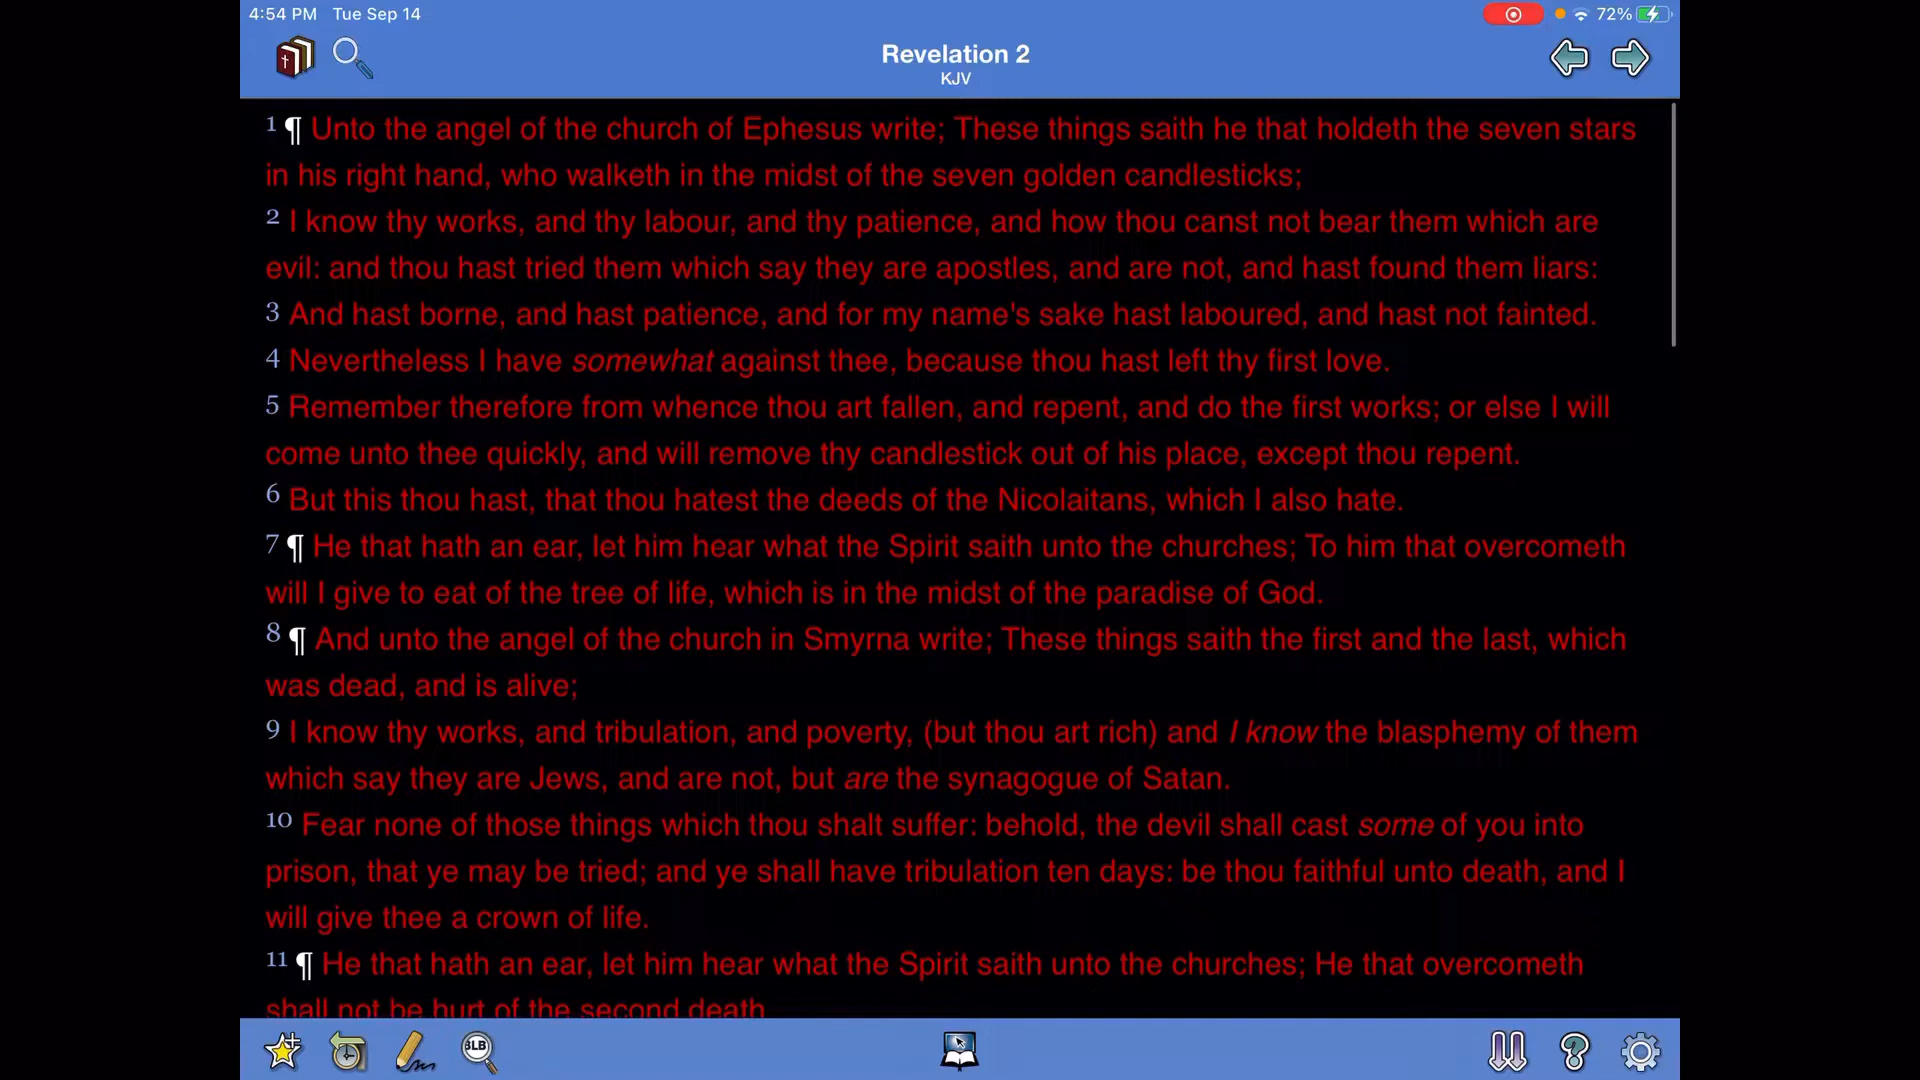 4:54 PM Tue Sep 14
72%
Revelation 2
KJV
1 ¶ Unto the angel of the church of Ephesus write; These things saith he that holdeth the seven stars
in his right hand, who walketh in the midst of the seven golden candlesticks;
2 I know thy works, and thy labour, and thy patience, and how thou canst not bear them which are
evil: and thou hast tried them which say they are apostles, and are not, and hast found them liars:
3 And hast borne, and hast patience, and for my name's sake hast laboured, and hast not fainted.
4 Nevertheless I have somewhat against thee, because thou hast left thy first love.
5 Remember therefore from whence thou art fallen, and repent, and do the first works; or else I will
come unto thee quickly, and will remove thy candlestick out of his place, except thou repent.
6 But this thou hast, that thou hatest the deeds of the Nicolaitans, which I also hate.
7 ¶ He that hath an ear, let him hear what the Spirit saith unto the churches; To him that overcometh
will I give to eat of the tree of life, which is in the midst of the paradise of God.
8 ¶ And unto the angel of the church in Smyrna write; These things saith the first and the last, which
was dead, and is alive;
9 I know thy works, and tribulation, and poverty, (but thou art rich) and I know the blasphemy of them
which say they are Jews, and are not, but are the synagogue of Satan.
10 Fear none of those things which thou shalt suffer: behold, the devil shall cast some of you into
prison, that ye may be tried; and ye shall have tribulation ten days: be thou faithful unto death, and I
will give thee a crown of life.
11 ¶ He that hath an ear, let him hear what the Spirit saith unto the churches; He that overcometh
shall not be hurt of the second death
BLB